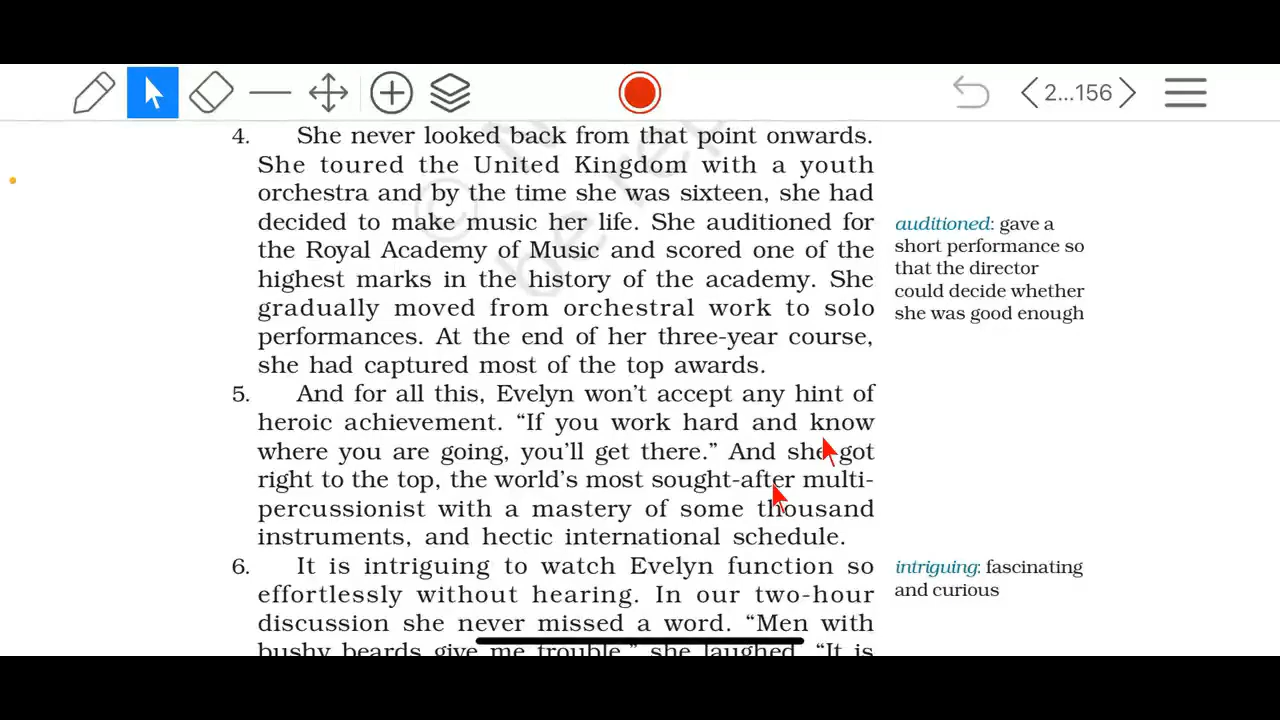 2...156
4. She never looked back from that point onwards.
She toured the United Kingdom with a youth
orchestra and by the time she was sixteen, she had
decided to make music her life. She auditioned for
the Royal Academy of Music and scored one of the
highest marks in the history of the academy. She
gradually moved from orchestral work to solo
performances. At the end of her three-year course,
she had captured most of the top awards.
auditioned: gave a
short performance so
that the director
could decide whether
she was good enough
5. And for all this, Evelyn won't accept any hint of
heroic achievement. “If you work hard and know
where you are going, you'll get there.” And she got
right to the top, the world's most sought-after multi-
percussionist with a mastery of some thousand
instruments, and hectic international schedule.
6. It is intriguing to watch Evelyn function so
effortlessly without hearing. In our two-hour
discussion she never missed a word. “Men with
bushy beards give me trouble,” she laughed. “It is
intriguing: fascinating
and curious